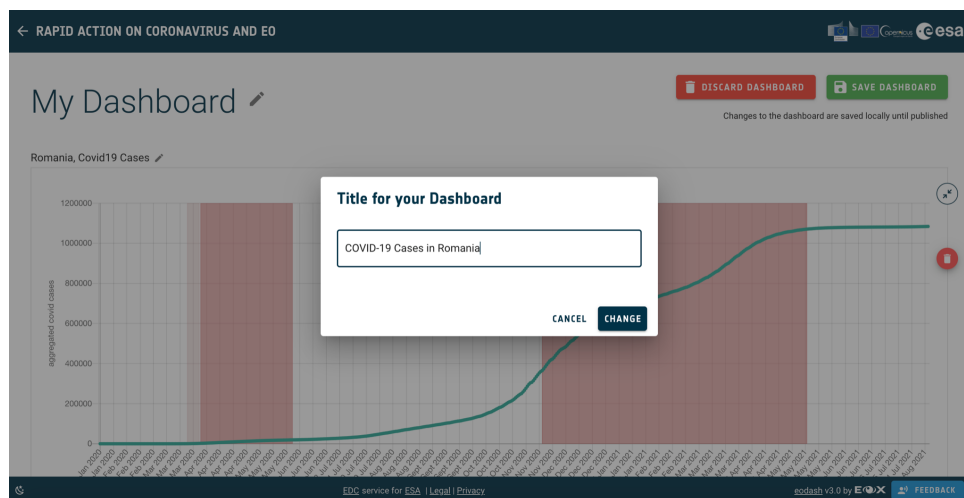 RAPID ACTION ON CORONAVIRUS AND EO
opernicus
esa
My Dashboard
DISCARD DASHBOARD
SAVE DASHBOARD
Changes to the dashboard are saved locally until published
Romania, Covid19 Cases
Title for your Dashboard
COVID-19 Cases in Romania
CANCEL
CHANGE
aggregated covid cases
1200000
1000000
800000
600000
400000
200000
0
EDC service for ESA | Legal | Privacy
eodash v3.0 by EOX
FEEDBACK